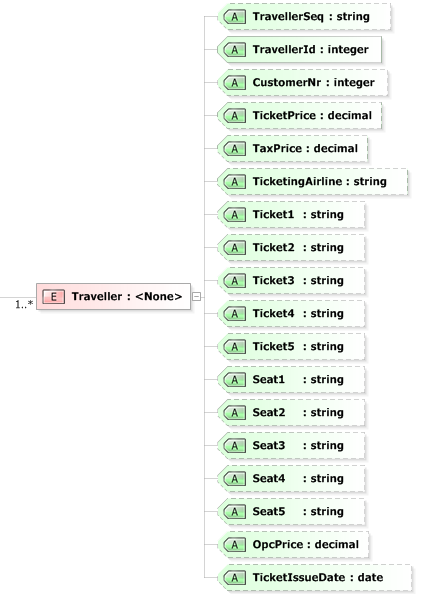 A TravellerSeq : string
A TravellerId : integer
A CustomerNr : integer
A TicketPrice : decimal
A TaxPrice : decimal
A TicketingAirline : string
A Ticket1 : string
A Ticket2 : string
A Ticket3 : string
1..* E Traveller : <None>
A Ticket4 : string
A Ticket5 : string
A Seat1 : string
A Seat2 : string
A Seat3 : string
A Seat4 : string
A Seat5 : string
A OpcPrice : decimal
A TicketIssueDate : date